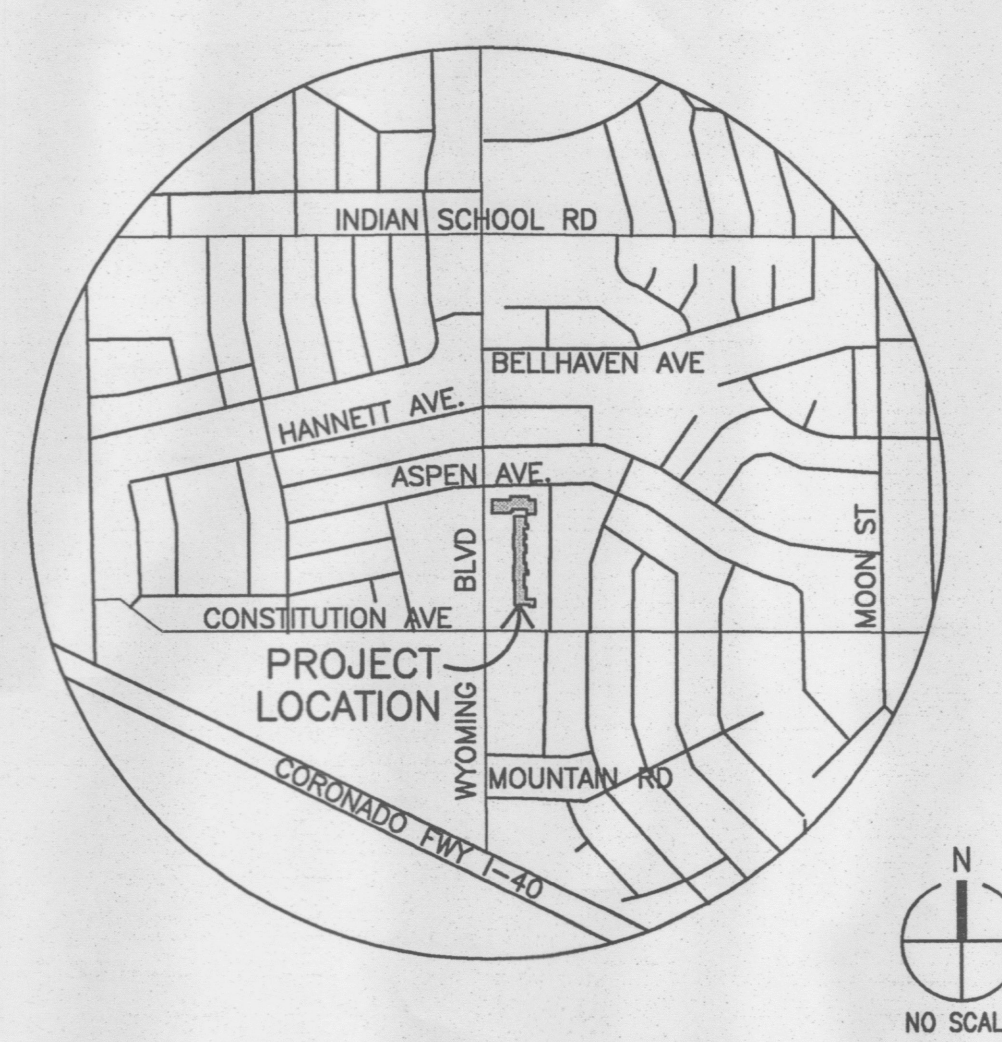 INDIAN SCHOOL RD
BELLHAVEN AVE
HANNETT AVE.
ASPEN AVE.
BLVD
MOON ST
CONSTITUTION AVE
PROJECT
LOCATION
WYOMING
MOUNTAIN RD
CORONADO FWY I-40
N
NO SCAL